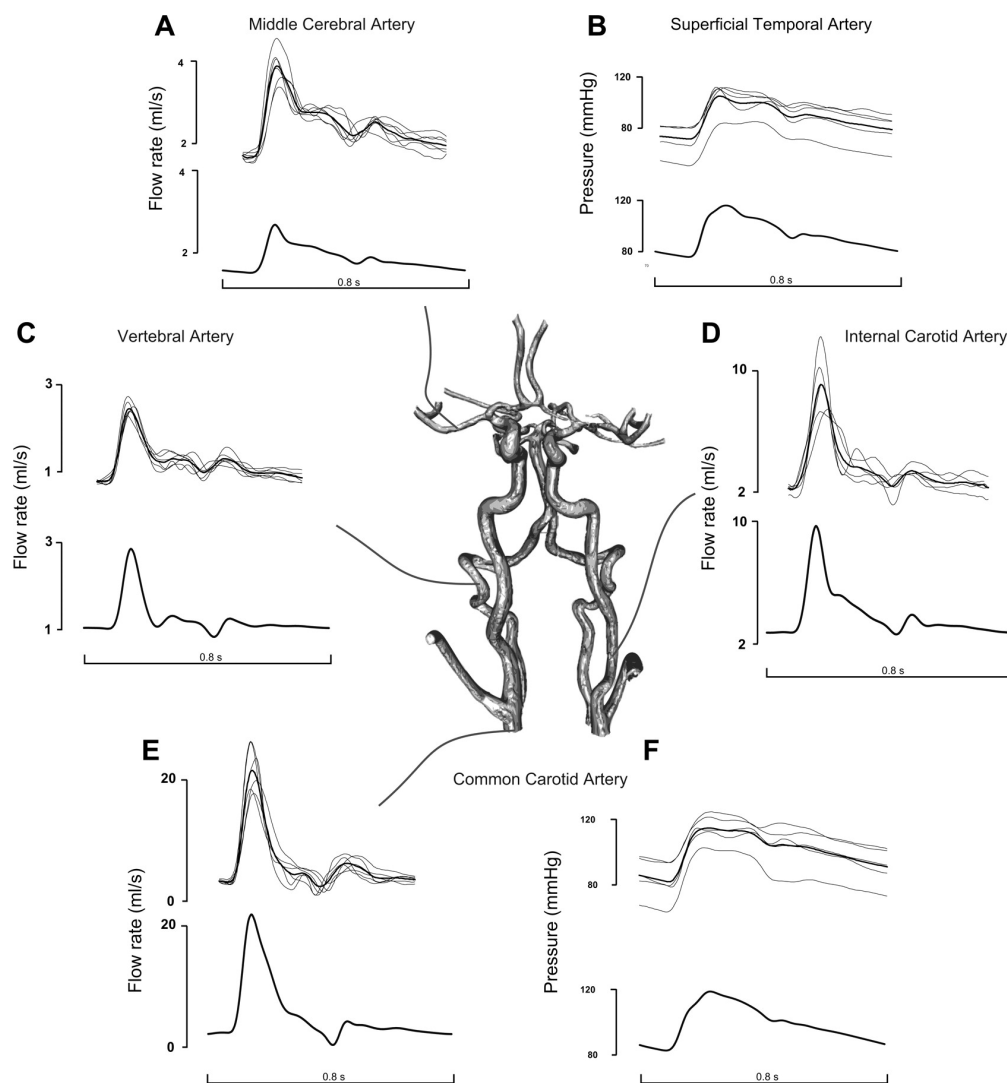 A
Middle Cerebral Artery
Flow rate (ml/s)
4
2
4
2
0.8 s
B
Superficial Temporal Artery
Pressure (mmHg)
120
80
120
80
0.8 s
C
Vertebral Artery
Flow rate (ml/s)
3
1
3
1
0.8 s
D
Internal Carotid Artery
Flow rate (ml/s)
10
2
10
2
0.8 s
E
Common Carotid Artery
F
Flow rate (ml/s)
20
0
20
0
0.8 s
Pressure (mmHg)
120
80
120
80
0.8 s